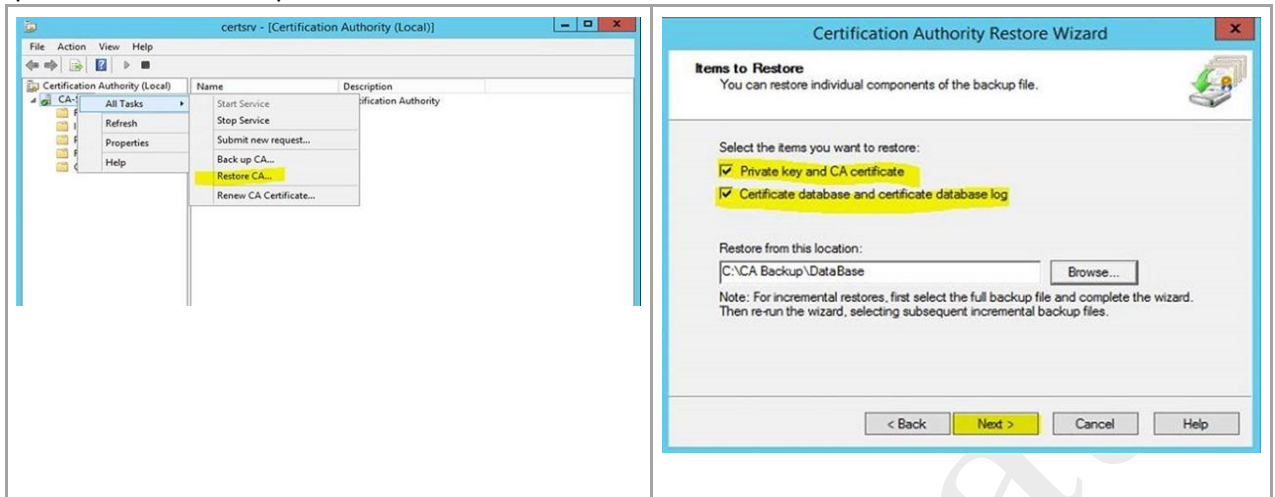 certsrv - [Certification Authority (Local)]
File Action View Help
Certification Authority (Local)
Name Description
CA-
All Tasks
Refresh
Properties
Help
Start Service
Stop Service
Submit new request...
Back up CA...
Restore CA...
Renew CA Certificate...
tification Authority
Certification Authority Restore Wizard
Items to Restore
You can restore individual components of the backup file.
Select the items you want to restore:
Private key and CA certificate
Certificate database and certificate database log
Restore from this location:
C:\CA Backup\DataBase
Browse...
Note: For incremental restores, first select the full backup file and complete the wizard.
Then re-run the wizard, selecting subsequent incremental backup files.
< Back Next > Cancel Help